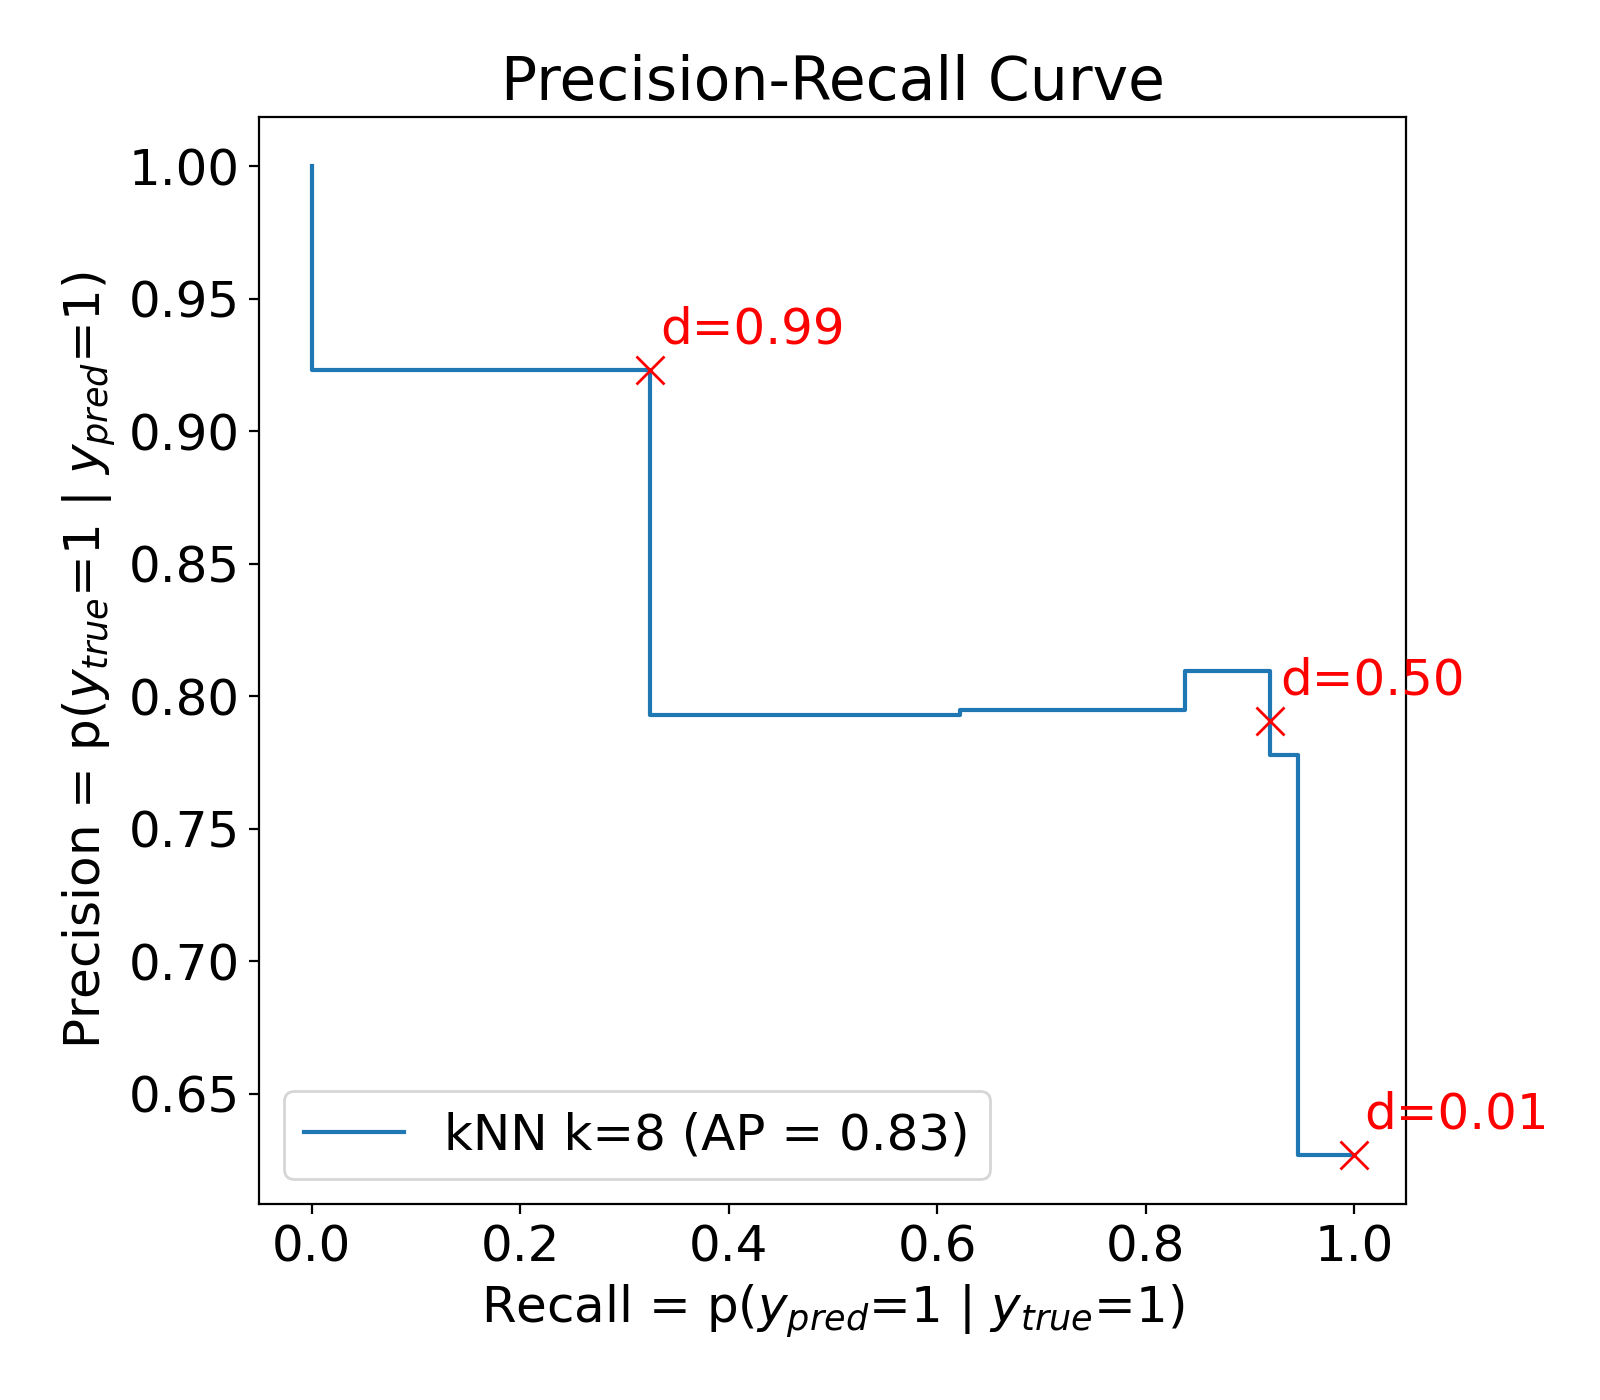 Precision-Recall Curve
Precision = p(y_true=1 | y_pred=1)
1.00
0.95
0.90
0.85
0.80
0.75
0.70
0.65
d=0.99
d=0.50
d=0.01
kNN k=8 (AP = 0.83)
0.0 0.2 0.4 0.6 0.8 1.0
Recall = p(y_pred=1 | y_true=1)